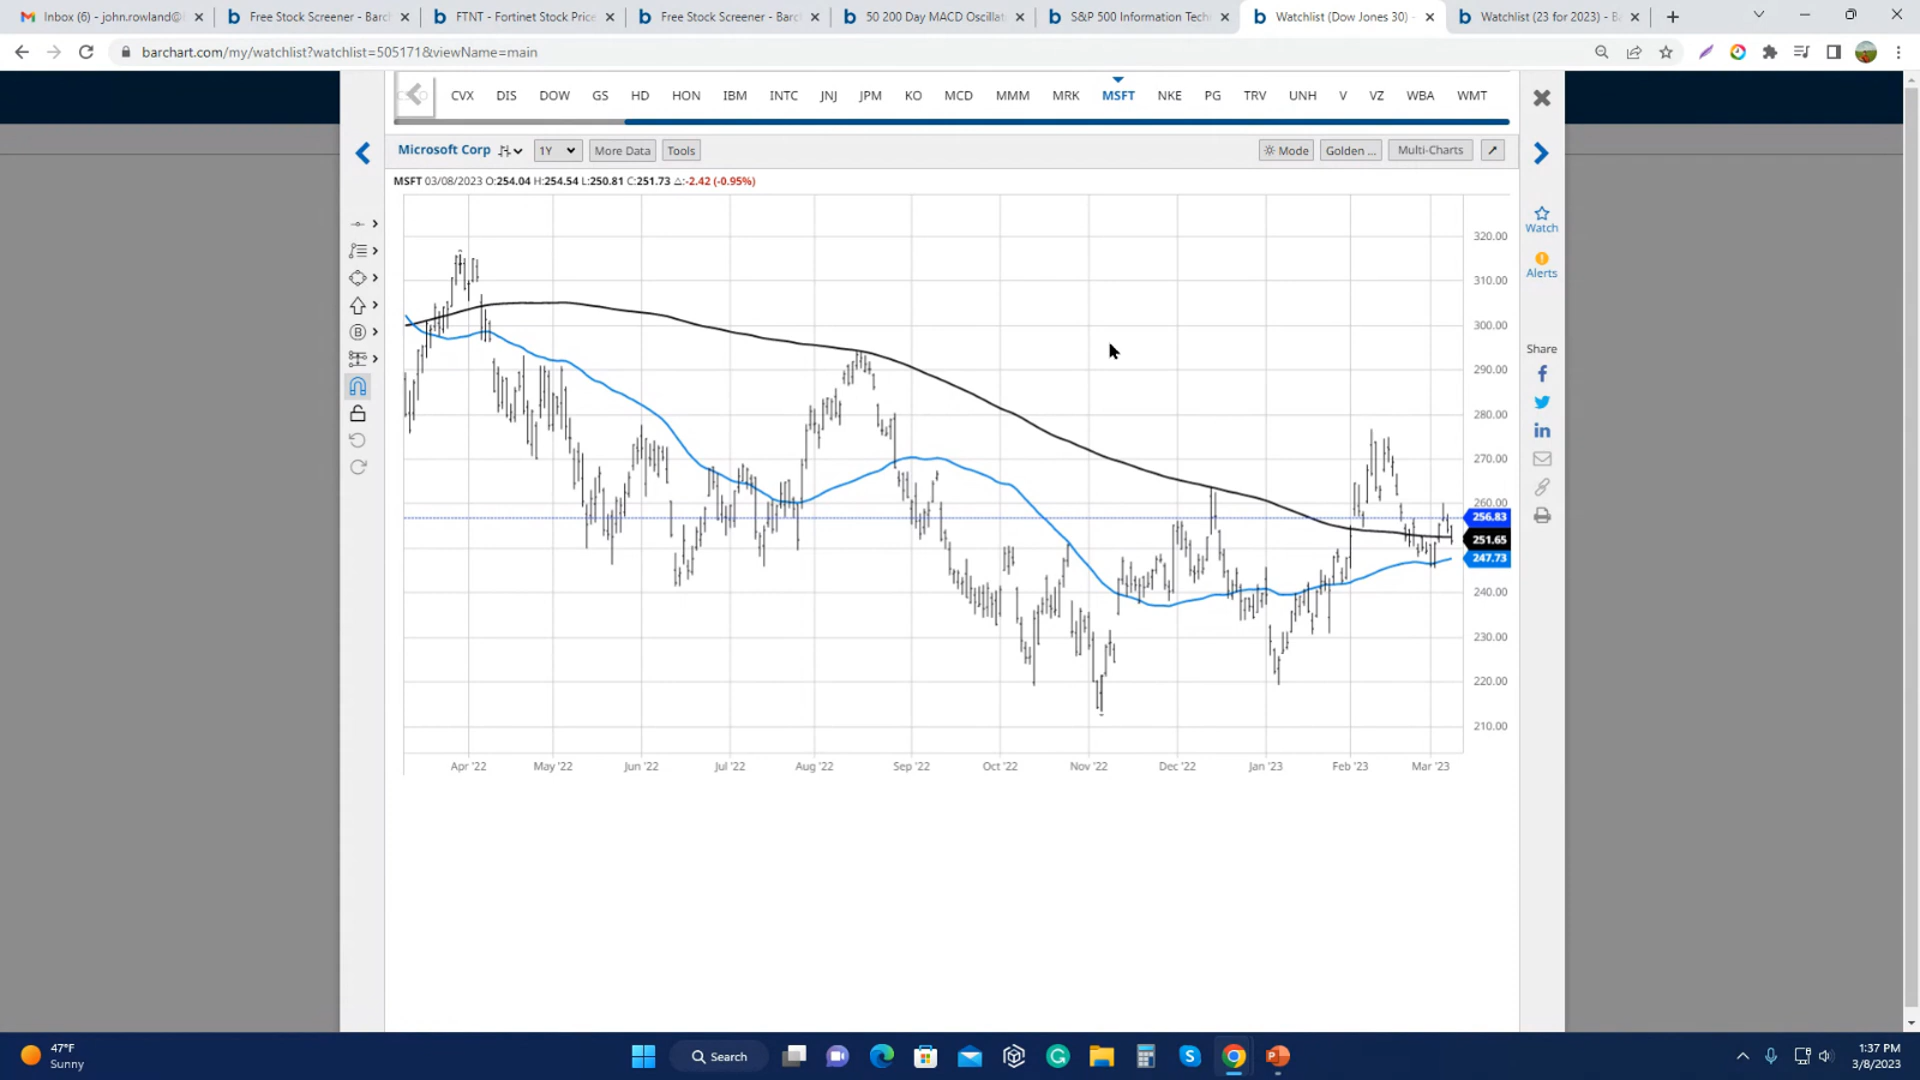 Inbox (6) - john.rowland@
Free Stock Screener - Barcl
FTNT - Fortinet Stock Price
Free Stock Screener - Barc
50 200 Day MACD Oscillat
S&P 500 Information Tech
Watchlist (Dow Jones 30) -
Watchlist (23 for 2023) - B
barchart.com/my/watchlist?watchlist=505171&viewName=main
CVX DIS DOW GS HD HON IBM INTC JNJ JPM KO MCD MMM MRK MSFT NKE PG TRV UNH V VZ WBA WMT
Microsoft Corp 1Y More Data Tools Mode Golden ... Multi-Charts
MSFT 03/08/2023 O:254.04 H:254.54 L:250.81 C:251.73 △:-2.42 (-0.95%)
Watch
Alerts
Share
320.00
310.00
300.00
290.00
280.00
270.00
260.00
256.83
251.65
247.73
240.00
230.00
220.00
210.00
Apr '22 May '22 Jun '22 Jul '22 Aug '22 Sep '22 Oct '22 Nov '22 Dec '22 Jan '23 Feb '23 Mar '23
47°F
Sunny
Search
1:37 PM
3/8/2023